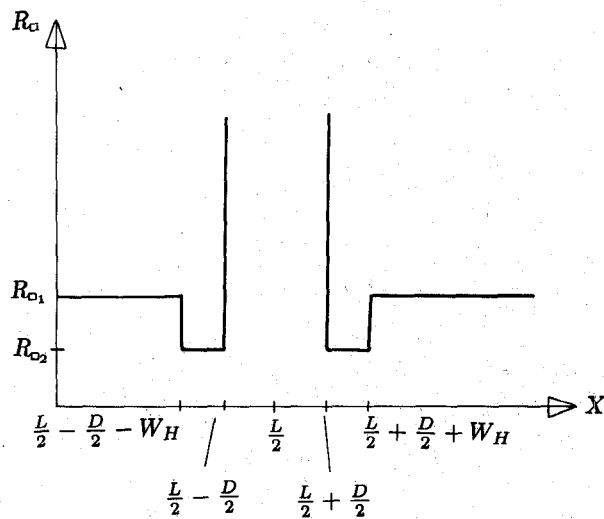 R□
R□1
R□2
X
L/2 − D/2 − W_H
L/2
L/2 + D/2 + W_H
L/2 − D/2
L/2 + D/2